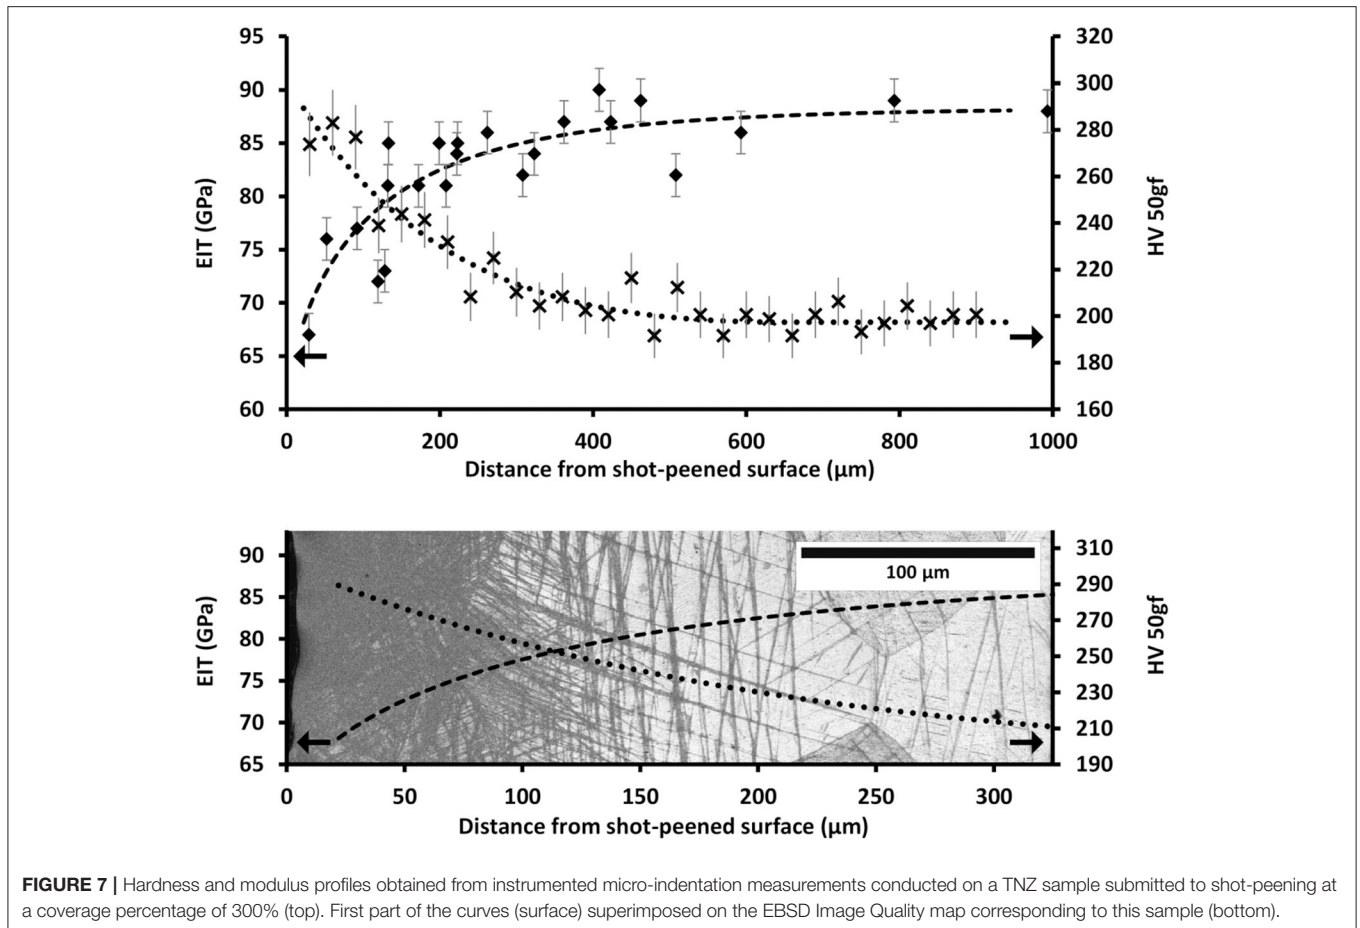 95
90
85
80
75
70
65
60
EIT (GPa)
320
300
280
260
240
220
200
180
160
HV 50gf
0 200 400 600 800 1000
Distance from shot-peened surface (µm)
90
85
80
75
70
65
EIT (GPa)
100 µm
310
290
270
250
230
210
190
HV 50gf
0 50 100 150 200 250 300
Distance from shot-peened surface (µm)
FIGURE 7 | Hardness and modulus profiles obtained from instrumented micro-indentation measurements conducted on a TNZ sample submitted to shot-peening at
a coverage percentage of 300% (top). First part of the curves (surface) superimposed on the EBSD Image Quality map corresponding to this sample (bottom).